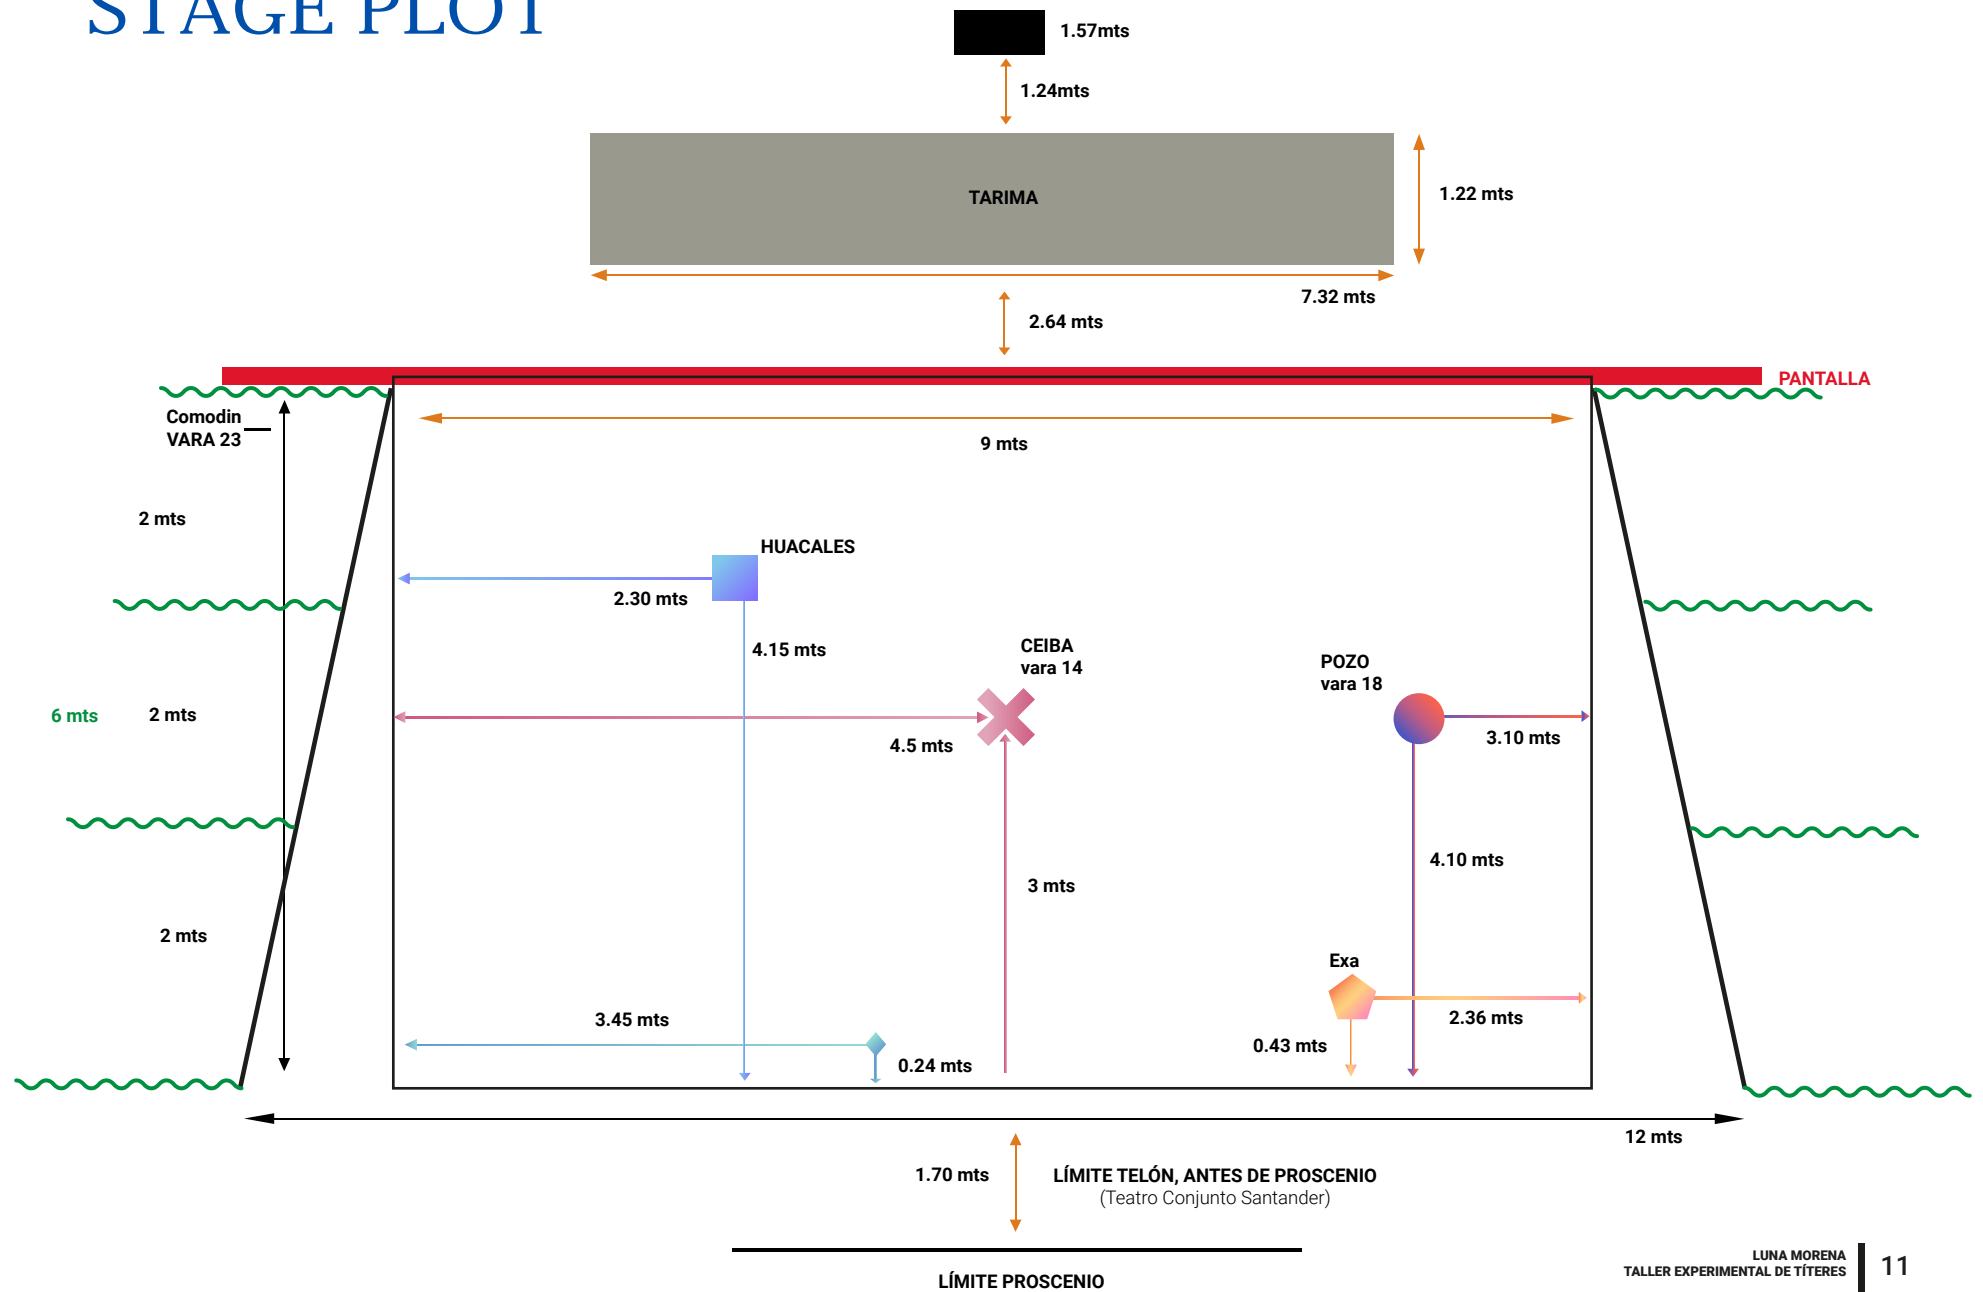 STAGE PLOT
1.57mts
1.24mts
TARIMA
1.22 mts
7.32 mts
2.64 mts
PANTALLA
Comodin
VARA 23
9 mts
2 mts
HUACALES
2.30 mts
4.15 mts
CEIBA
vara 14
POZO
vara 18
6 mts
2 mts
4.5 mts
3.10 mts
4.10 mts
3 mts
2 mts
Exa
3.45 mts
2.36 mts
0.43 mts
0.24 mts
12 mts
1.70 mts
LÍMITE TELÓN, ANTES DE PROSCENIO
(Teatro Conjunto Santander)
LÍMITE PROSCENIO
LUNA MORENA
TALLER EXPERIMENTAL DE TÍTERES
11